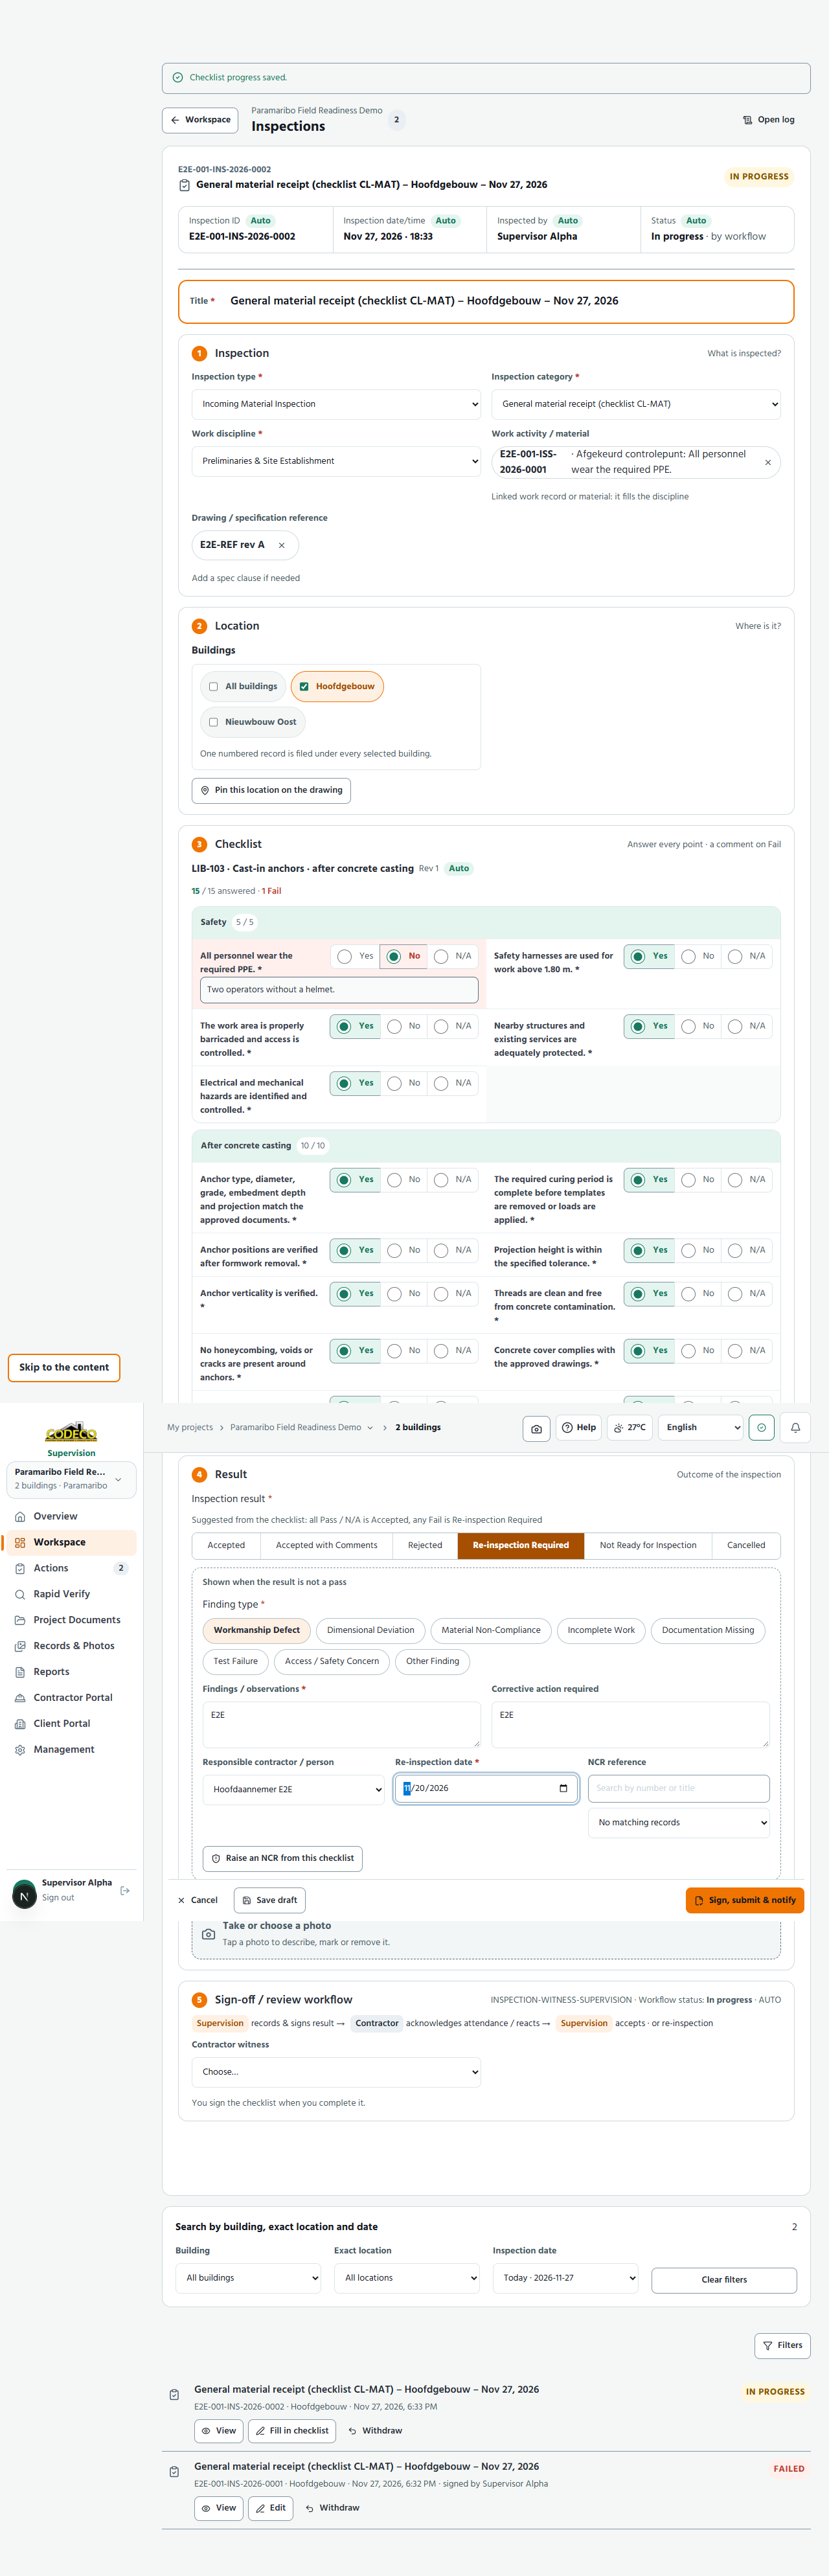 Checklist progress saved.
Workspace
Paramaribo Field Readiness Demo
Inspections
2
Open log
E2E-001-INS-2026-0002
General material receipt (checklist CL-MAT) – Hoofdgebouw – Nov 27, 2026
IN PROGRESS
Inspection ID Auto
E2E-001-INS-2026-0002
Inspection date/time Auto
Nov 27, 2026 · 18:33
Inspected by Auto
Supervisor Alpha
Status Auto
In progress · by workflow
Title * General material receipt (checklist CL-MAT) – Hoofdgebouw – Nov 27, 2026
1 Inspection
What is inspected?
Inspection type *
Incoming Material Inspection
Inspection category *
General material receipt (checklist CL-MAT)
Work discipline *
Preliminaries & Site Establishment
Work activity / material
E2E-001-ISS-2026-0001 · Afgekeurd controlepunt: All personnel wear the required PPE.
Linked work record or material: it fills the discipline
Drawing / specification reference
E2E-REF rev A
Add a spec clause if needed
2 Location
Where is it?
Buildings
All buildings
Hoofdgebouw
Nieuwbouw Oost
One numbered record is filed under every selected building.
Pin this location on the drawing
3 Checklist
Answer every point · a comment on Fail
LIB-103 · Cast-in anchors · after concrete casting Rev 1 Auto
15 / 15 answered · 1 Fail
Safety 5 / 5
All personnel wear the required PPE. *
Yes No N/A
Two operators without a helmet.
Safety harnesses are used for work above 1.80 m. *
Yes No N/A
The work area is properly barricaded and access is controlled. *
Yes No N/A
Nearby structures and existing services are adequately protected. *
Yes No N/A
Electrical and mechanical hazards are identified and controlled. *
Yes No N/A
After concrete casting 10 / 10
Anchor type, diameter, grade, embedment depth and projection match the approved documents. *
Yes No N/A
The required curing period is complete before templates are removed or loads are applied. *
Yes No N/A
Anchor positions are verified after formwork removal. *
Yes No N/A
Projection height is within the specified tolerance. *
Yes No N/A
Anchor verticality is verified. *
Yes No N/A
Threads are clean and free from concrete contamination. *
Yes No N/A
No honeycombing, voids or cracks are present around anchors. *
Yes No N/A
Concrete cover complies with the approved drawings. *
Yes No N/A
Skip to the content
CODECO
Supervision
Paramaribo Field Re...
2 buildings · Paramaribo
Overview
Workspace
Actions 2
Rapid Verify
Project Documents
Records & Photos
Reports
Contractor Portal
Client Portal
Management
Supervisor Alpha
Sign out
N
My projects
Paramaribo Field Readiness Demo
2 buildings
Help
27°C
English
4 Result
Outcome of the inspection
Inspection result *
Suggested from the checklist: all Pass / N/A is Accepted, any Fail is Re-inspection Required
Accepted
Accepted with Comments
Rejected
Re-inspection Required
Not Ready for Inspection
Cancelled
Shown when the result is not a pass
Finding type *
Workmanship Defect
Dimensional Deviation
Material Non-Compliance
Incomplete Work
Documentation Missing
Test Failure
Access / Safety Concern
Other Finding
Findings / observations *
E2E
Corrective action required
E2E
Responsible contractor / person
Hoofdaannemer E2E
Re-inspection date *
11/20/2026
NCR reference
Search by number or title
No matching records
Raise an NCR from this checklist
Cancel
Save draft
Sign, submit & notify
Take or choose a photo
Tap a photo to describe, mark or remove it.
5 Sign-off / review workflow
INSPECTION-WITNESS-SUPERVISION · Workflow status: In progress · AUTO
Supervision records & signs result → Contractor acknowledges attendance / reacts → Supervision accepts · or re-inspection
Contractor witness
Choose...
You sign the checklist when you complete it.
Search by building, exact location and date
2
Building
All buildings
Exact location
All locations
Inspection date
Today · 2026-11-27
Clear filters
Filters
General material receipt (checklist CL-MAT) – Hoofdgebouw – Nov 27, 2026
IN PROGRESS
E2E-001-INS-2026-0002 · Hoofdgebouw · Nov 27, 2026, 6:33 PM
View
Fill in checklist
Withdraw
General material receipt (checklist CL-MAT) – Hoofdgebouw – Nov 27, 2026
FAILED
E2E-001-INS-2026-0001 · Hoofdgebouw · Nov 27, 2026, 6:32 PM · signed by Supervisor Alpha
View
Edit
Withdraw